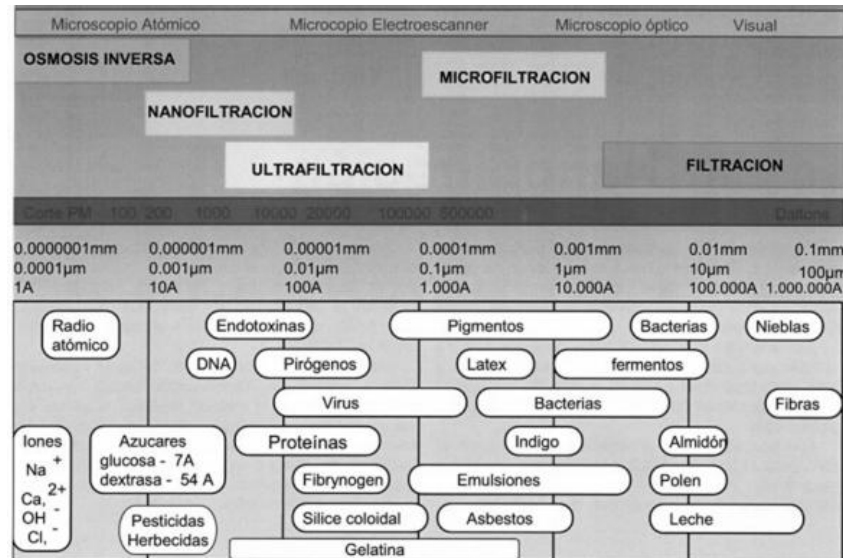 Microscopio Atómico Microcopio Electroescanner Microscopio óptico Visual
OSMOSIS INVERSA
MICROFILTRACION
NANOFILTRACION
ULTRAFILTRACION
FILTRACION
Corte PM 100 200 1000 10000 20000 100000 500000 Daltons
0.0000001mm 0.000001mm 0.00001mm 0.0001mm 0.001mm 0.01mm 0.1mm
0.0001µm 0.001µm 0.01µm 0.1µm 1µm 10µm 100µm
1A 10A 100A 1.000A 10.000A 100.000A 1.000.000A
Radio
atómico
Endotoxinas Pigmentos Bacterias Nieblas
DNA Pirógenos Latex fermentos
Virus Bacterias Fibras
Iones
Na +
Ca, 2+
OH -
Cl, -
Azucares
glucosa - 7A
dextrasa - 54 A
Proteínas Indigo Almidón
Fibrynogen Emulsiones Polen
Pesticidas
Herbecidas
Silice coloidal Asbestos Leche
Gelatina